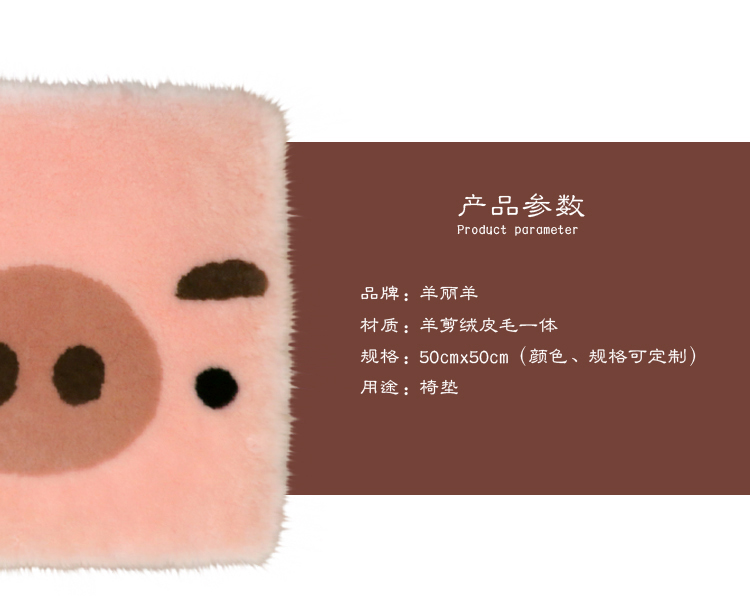 产品参数
Product parameter
品牌：羊丽羊
材质：羊剪绒皮毛一体
规格：50cmx50cm（颜色、规格可定制）
用途：椅垫